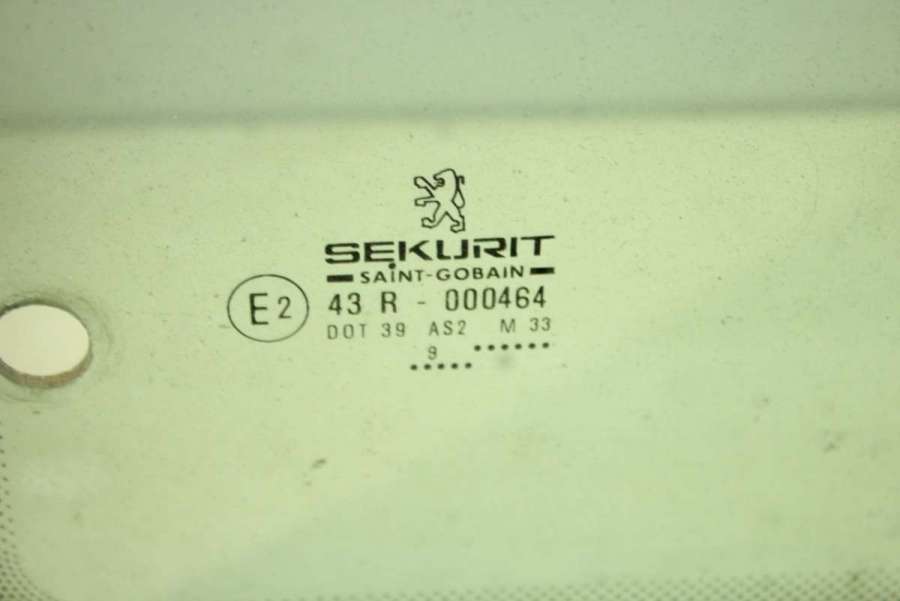 SEKURIT
SAINT-GOBAIN
E2
43 R - 000464
DOT 39 AS2 M 33
9